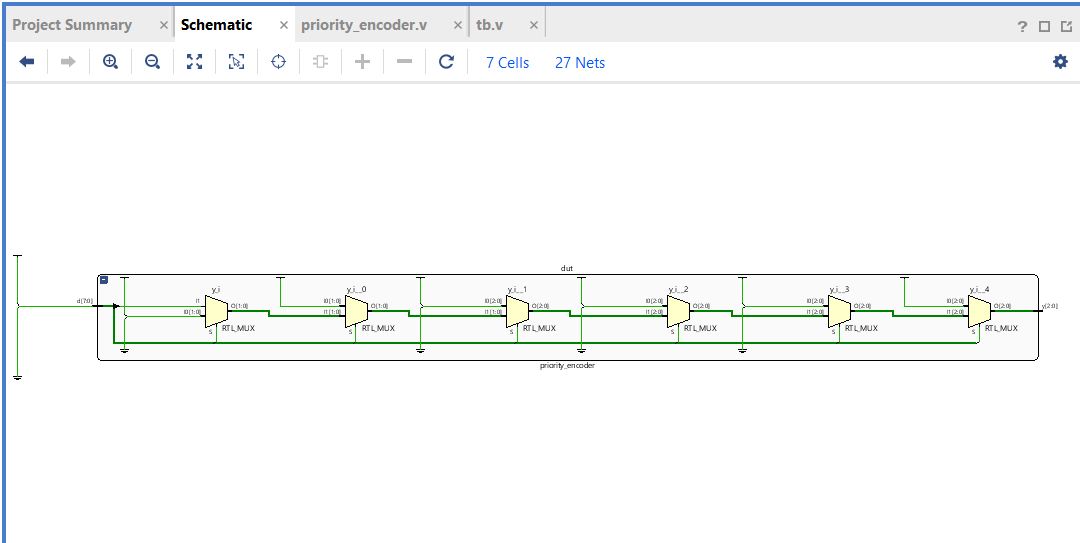 Project Summary × Schematic × priority_encoder.v × tb.v × ?
7 Cells 27 Nets
dut
y_i y_i__0 y_i__1 y_i__2 y_i__3 y_i__4
d[7:0] I1 O[1:0] I0[1:0] O[1:0] I0[2:0] O[2:0] I0[2:0] O[2:0] I0[2:0] O[2:0] I0[2:0] O[2:0] y[2:0]
I0[1:0] I1[1:0] I1[2:0] I1[2:0] I1[2:0] I1[2:0]
S RTL_MUX S RTL_MUX S RTL_MUX S RTL_MUX S RTL_MUX S RTL_MUX
priority_encoder